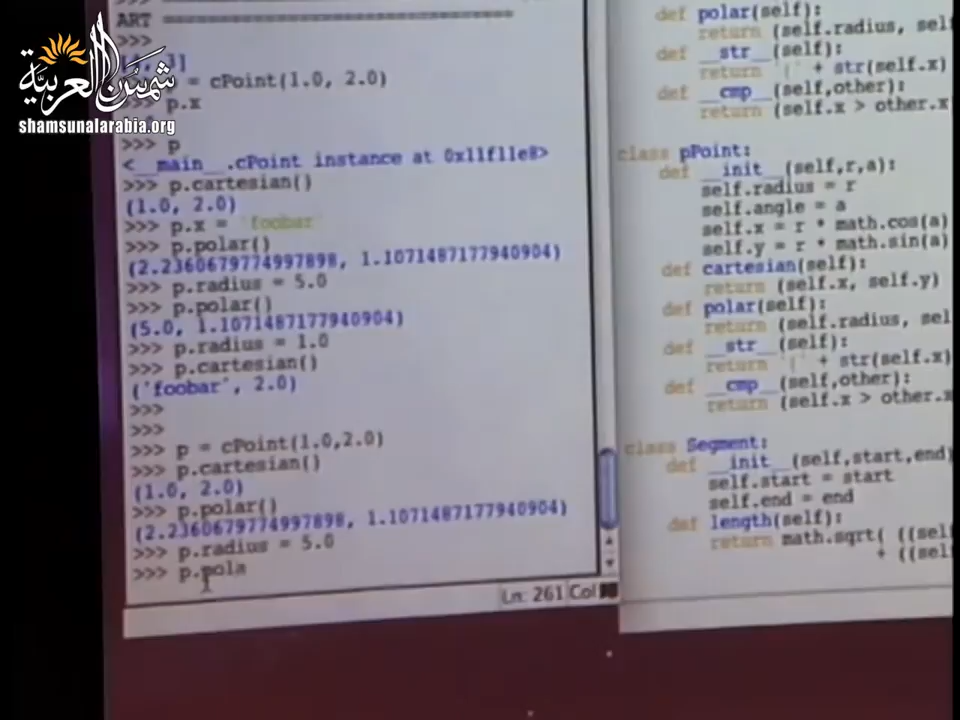 شمس العربية
shamsunalarabia.org
ART ==============================
>>>
3]
= cPoint(1.0, 2.0)
>>> p.x
>>> p
<__main__.cPoint instance at 0x11f11e8>
>>> p.cartesian()
(1.0, 2.0)
>>> p.x = 'foobar'
>>> p.polar()
(2.2360679774997898, 1.1071487177940904)
>>> p.radius = 5.0
>>> p.polar()
(5.0, 1.1071487177940904)
>>> p.radius = 1.0
>>> p.cartesian()
('foobar', 2.0)
>>>
>>>
>>> p = cPoint(1.0,2.0)
>>> p.cartesian()
(1.0, 2.0)
>>> p.polar()
(2.2360679774997898, 1.1071487177940904)
>>> p.radius = 5.0
>>> p.pola
Ln: 261 Col
def polar(self):
return (self.radius, sel
def __str__(self):
return '(' + str(self.x)
def __cmp__(self,other):
return (self.x > other.x
class pPoint:
def __init__(self,r,a):
self.radius = r
self.angle = a
self.x = r * math.cos(a)
self.y = r * math.sin(a)
def cartesian(self):
return (self.x, self.y)
def polar(self):
return (self.radius, sel
def __str__(self):
return '(' + str(self.x)
def __cmp__(self,other):
return (self.x > other.x
class Segment:
def __init__(self,start,end)
self.start = start
self.end = end
def length(self):
return math.sqrt( ((sel
+ ((sel